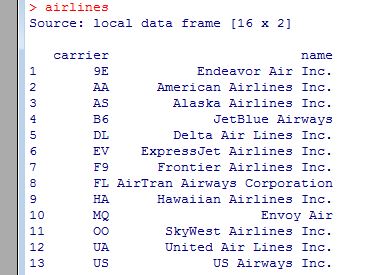 > airlines
Source: local data frame [16 x 2]
carrier name
1 9E Endeavor Air Inc.
2 AA American Airlines Inc.
3 AS Alaska Airlines Inc.
4 B6 JetBlue Airways
5 DL Delta Air Lines Inc.
6 EV ExpressJet Airlines Inc.
7 F9 Frontier Airlines Inc.
8 FL AirTran Airways Corporation
9 HA Hawaiian Airlines Inc.
10 MQ Envoy Air
11 OO SkyWest Airlines Inc.
12 UA United Air Lines Inc.
13 US US Airways Inc.